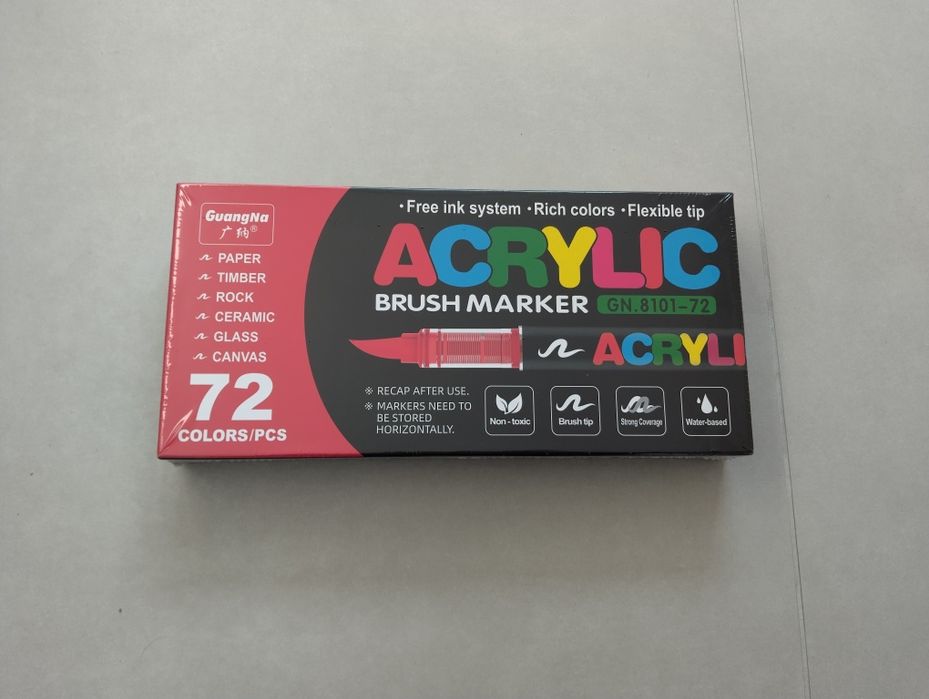 GuangNa
广纳®
PAPER
TIMBER
ROCK
CERAMIC
GLASS
CANVAS
72
COLORS/PCS
·Free ink system ·Rich colors ·Flexible tip
ACRYLIC
BRUSH MARKER GN.8101-72
ACRYLI
※ RECAP AFTER USE.
※ MARKERS NEED TO
BE STORED
HORIZONTALLY.
Non-toxic
Brush tip
Strong Coverage
Water-based